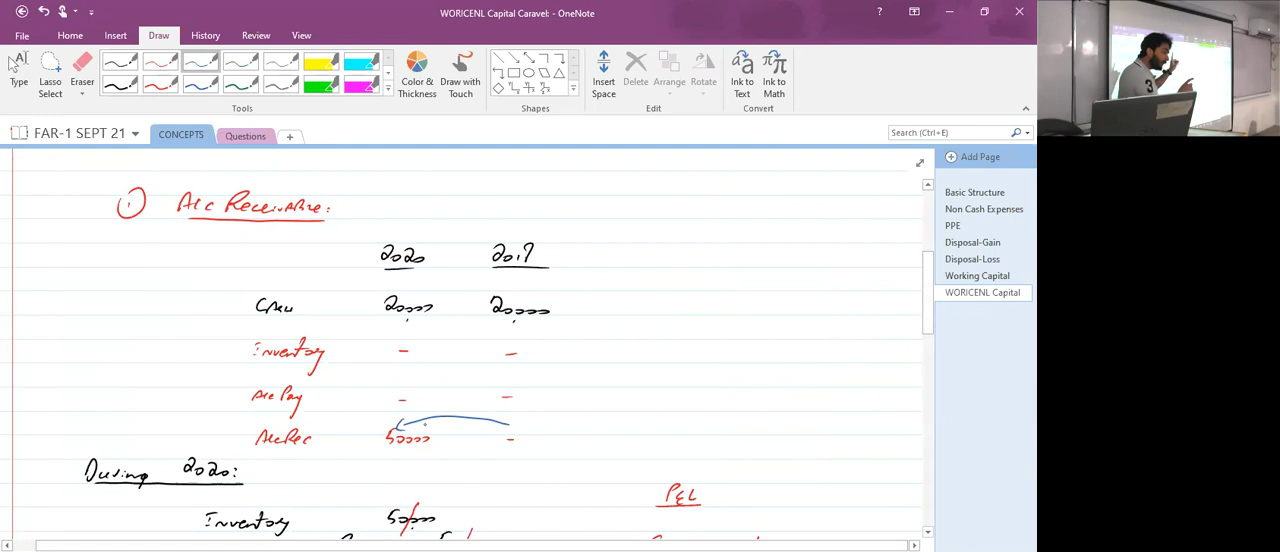 WORICENL Capital Caravel: - OneNote
?
File Home Insert Draw History Review View
Type
Lasso Select
Eraser
Color & Thickness
Draw with Touch
Insert Space
Delete
Arrange
Rotate
Ink to Text
Ink to Math
Tools
Shapes
Edit
Convert
FAR-1 SEPT 21
CONCEPTS
Questions
Search (Ctrl+E)
Add Page
Basic Structure
Non Cash Expenses
PPE
Disposal-Gain
Disposal-Loss
Working Capital
WORICENL Capital
① A/c Receivable:
2020 2019
Cash 20000 20000
Inventory - -
A/c Pay - -
A/c Rec 50000 -
During 2020:
P&L
Inventory 50000
3